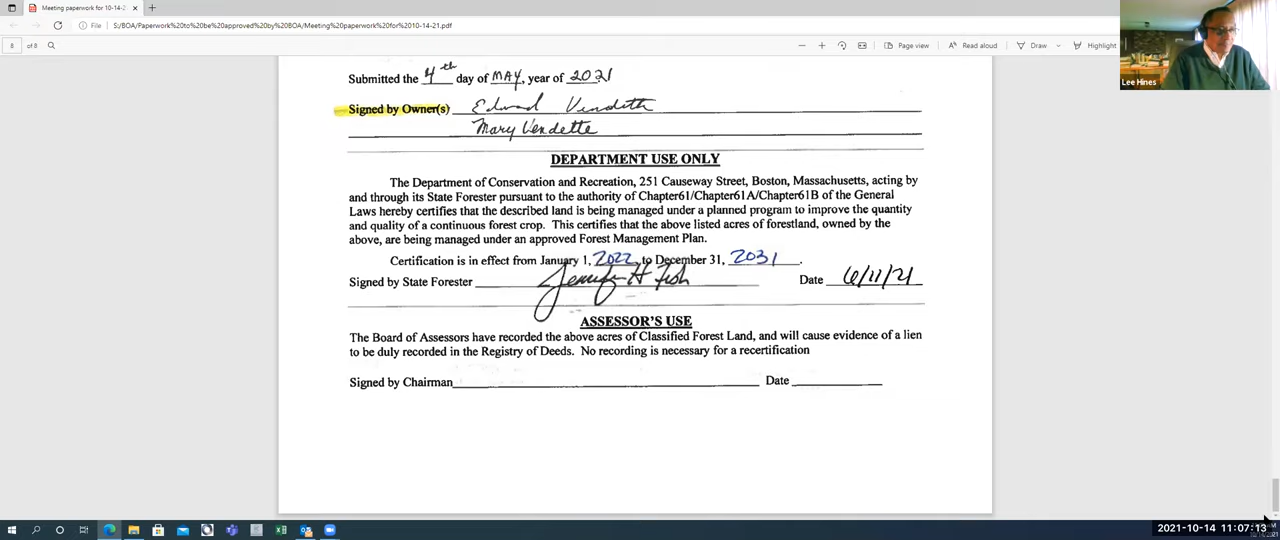 Meeting paperwork for 10-14-2
File
S:/BOA/Paperwork%20to%20be%20approved%20by%20BOA/Meeting%20paperwork%20for%2010-14-21.pdf
8 of 8
Page view
Read aloud
Draw
Highlight
Lee Hines
Submitted the 4th day of MAY, year of 2021
Signed by Owner(s) Edward Vendette
Mary Vendette
DEPARTMENT USE ONLY
The Department of Conservation and Recreation, 251 Causeway Street, Boston, Massachusetts, acting by
and through its State Forester pursuant to the authority of Chapter61/Chapter61A/Chapter61B of the General
Laws hereby certifies that the described land is being managed under a planned program to improve the quantity
and quality of a continuous forest crop. This certifies that the above listed acres of forestland, owned by the
above, are being managed under an approved Forest Management Plan.
Certification is in effect from January 1, 2022 to December 31, 2031.
Signed by State Forester Jennifer H Fish Date 6/11/21
ASSESSOR'S USE
The Board of Assessors have recorded the above acres of Classified Forest Land, and will cause evidence of a lien
to be duly recorded in the Registry of Deeds. No recording is necessary for a recertification
Signed by Chairman Date
2021-10-14 11:07:13